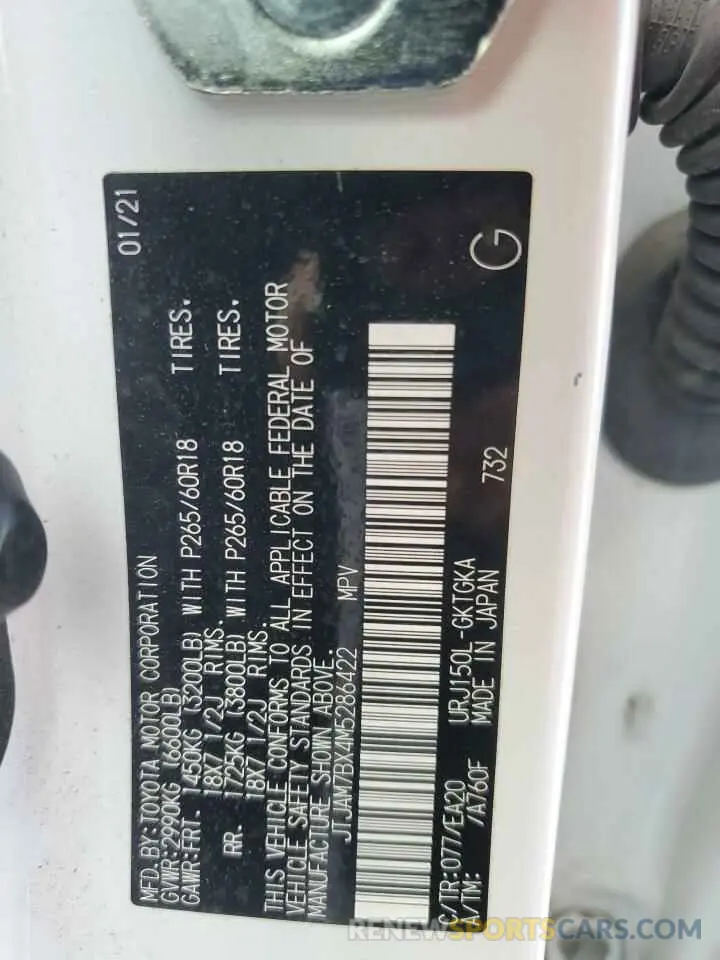 MFD. BY: TOYOTA MOTOR CORPORATION 01/21
GVWR: 2990KG (6600LB)
GAWR: FRT. 1450KG (3200LB) WITH P265/60R18 TIRES.
18X7 1/2J RIMS.
RR. 1725KG (3800LB) WITH P265/60R18 TIRES.
18X7 1/2J RIMS.
THIS VEHICLE CONFORMS TO ALL APPLICABLE FEDERAL MOTOR
VEHICLE SAFETY STANDARDS IN EFFECT ON THE DATE OF
MANUFACTURE SHOWN ABOVE.
JTJAM7BX4M5286422 MPV
C/TR: 077/EA20 URJ150L-GKTGKA
A/TM: /A760F MADE IN JAPAN 732 G
RENEWSPORTSCARS.COM